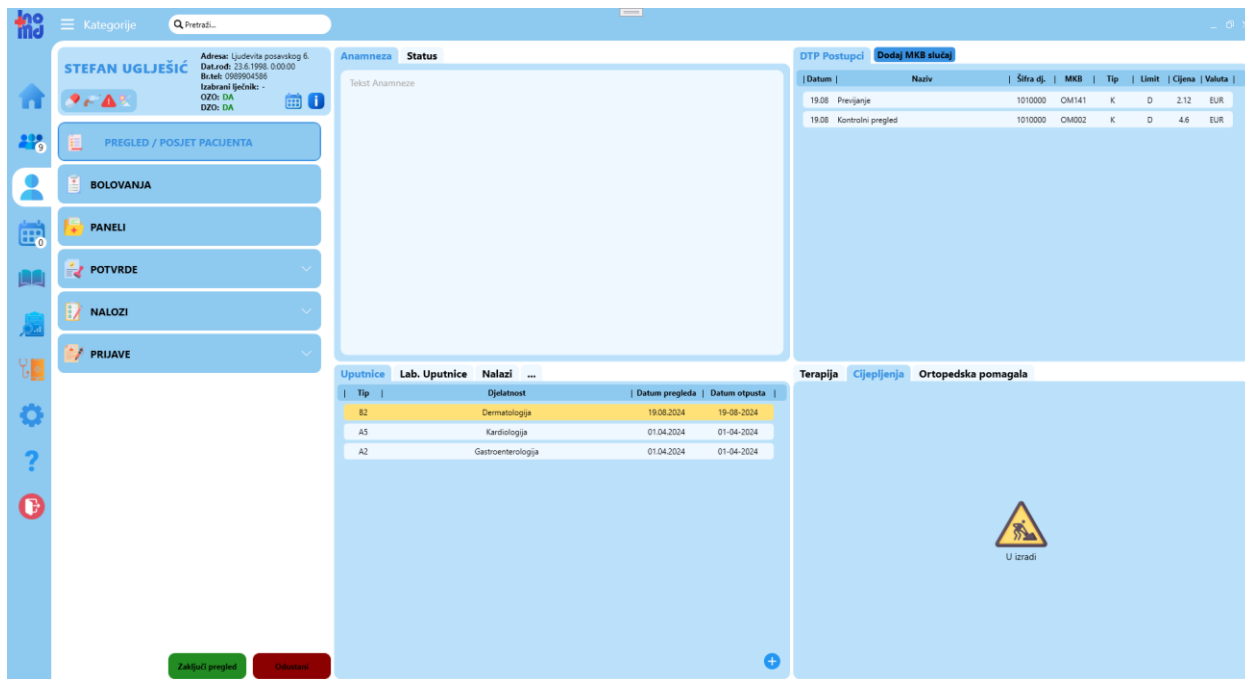 ino
md
Kategorije
Pretraži..
STEFAN UGLJEŠIĆ
Adresa: Ljudevita posavskog 6.
Dat.rođ: 23.6.1998. 0:00:00
Br.tel: 0989904586
Izabrani liječnik: -
OZO: DA
DZO: DA
9
0
PREGLED / POSJET PACIJENTA
BOLOVANJA
PANELI
POTVRDE
NALOZI
PRIJAVE
Zaključi pregled
Odustani
Anamneza Status
Tekst Anamneze
Uputnice Lab. Uputnice Nalazi ...
| Tip | Djelatnost | Datum pregleda | Datum otpusta |
B2 Dermatologija 19.08.2024 19-08-2024
A5 Kardiologija 01.04.2024 01-04-2024
A2 Gastroenterologija 01.04.2024 01-04-2024
DTP Postupci Dodaj MKB slučaj
| Datum | Naziv | Šifra dj. | MKB | Tip | Limit | Cijena | Valuta |
19.08 Previjanje 1010000 OM141 K D 2.12 EUR
19.08 Kontrolni pregled 1010000 OM002 K D 4.6 EUR
Terapija Cijepljenja Ortopedska pomagala
U izradi